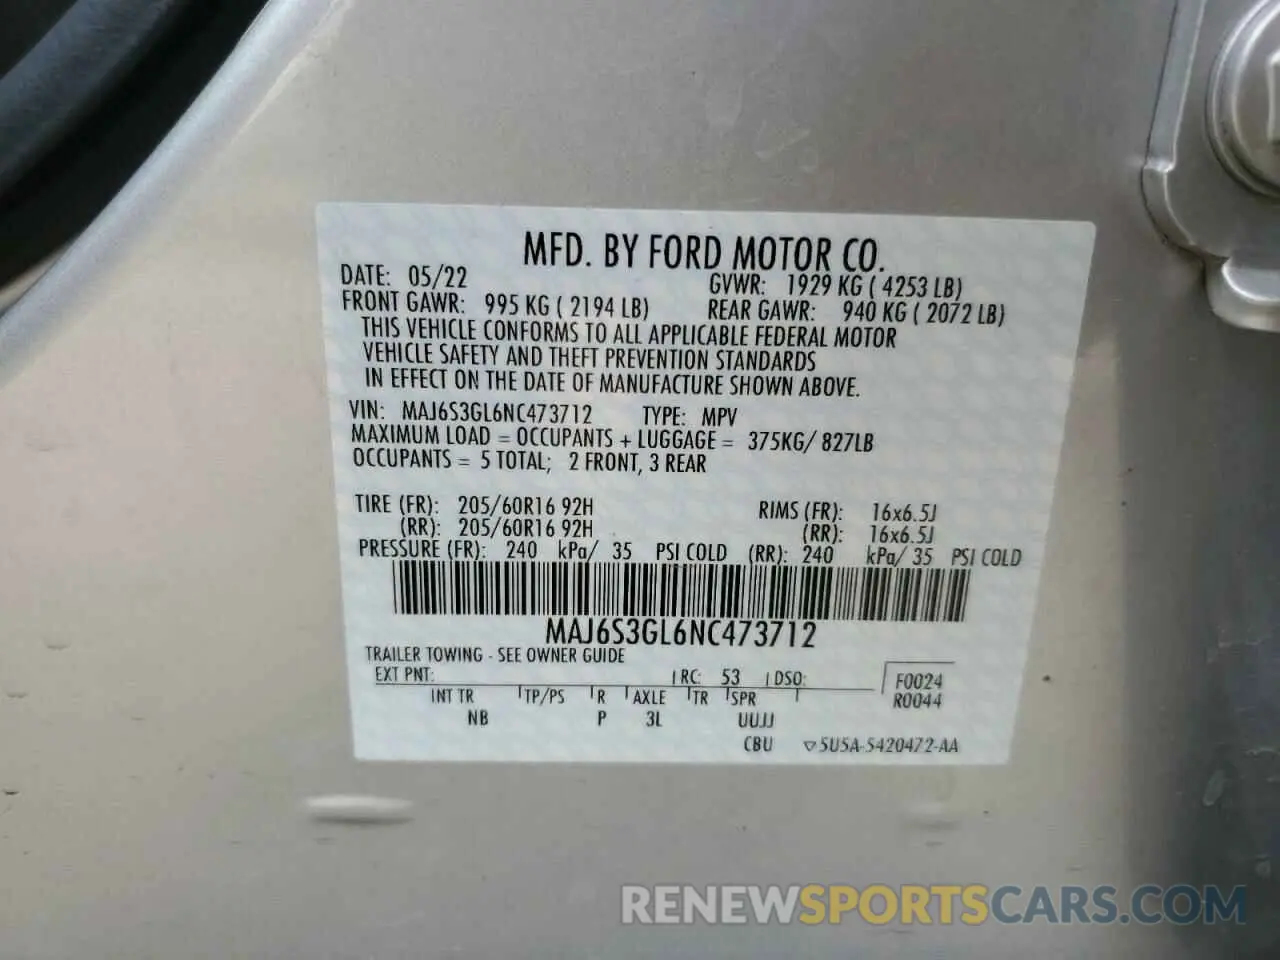 MFD. BY FORD MOTOR CO.
DATE: 05/22 GVWR: 1929 KG ( 4253 LB)
FRONT GAWR: 995 KG ( 2194 LB) REAR GAWR: 940 KG ( 2072 LB)
THIS VEHICLE CONFORMS TO ALL APPLICABLE FEDERAL MOTOR
VEHICLE SAFETY AND THEFT PREVENTION STANDARDS
IN EFFECT ON THE DATE OF MANUFACTURE SHOWN ABOVE.
VIN: MAJ6S3GL6NC473712 TYPE: MPV
MAXIMUM LOAD = OCCUPANTS + LUGGAGE = 375KG/ 827LB
OCCUPANTS = 5 TOTAL; 2 FRONT, 3 REAR
TIRE (FR): 205/60R16 92H RIMS (FR): 16x6.5J
(RR): 205/60R16 92H (RR): 16x6.5J
PRESSURE (FR): 240 kPa/ 35 PSI COLD (RR): 240 kPa/ 35 PSI COLD
MAJ6S3GL6NC473712
TRAILER TOWING - SEE OWNER GUIDE
EXT PNT: RC: 53 DSO: F0024
INT TR TP/PS R AXLE TR SPR R0044
NB P 3L UUJJ
CBU ▽5U5A-5420472-AA
RENEWSPORTSCARS.COM